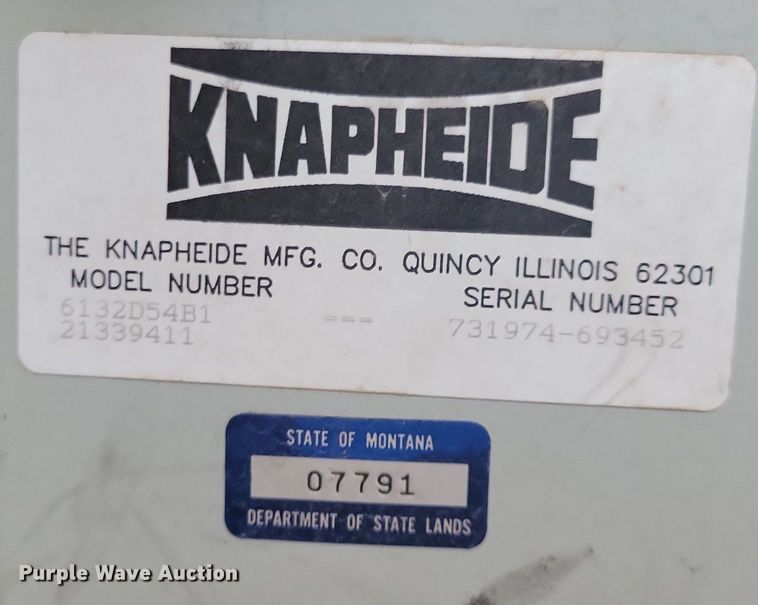 KNAPHEIDE
THE KNAPHEIDE MFG. CO. QUINCY ILLINOIS 62301
MODEL NUMBER SERIAL NUMBER
6132D54B1 --- 731974-693452
21339411
STATE OF MONTANA
07791
DEPARTMENT OF STATE LANDS
Purple Wave Auction